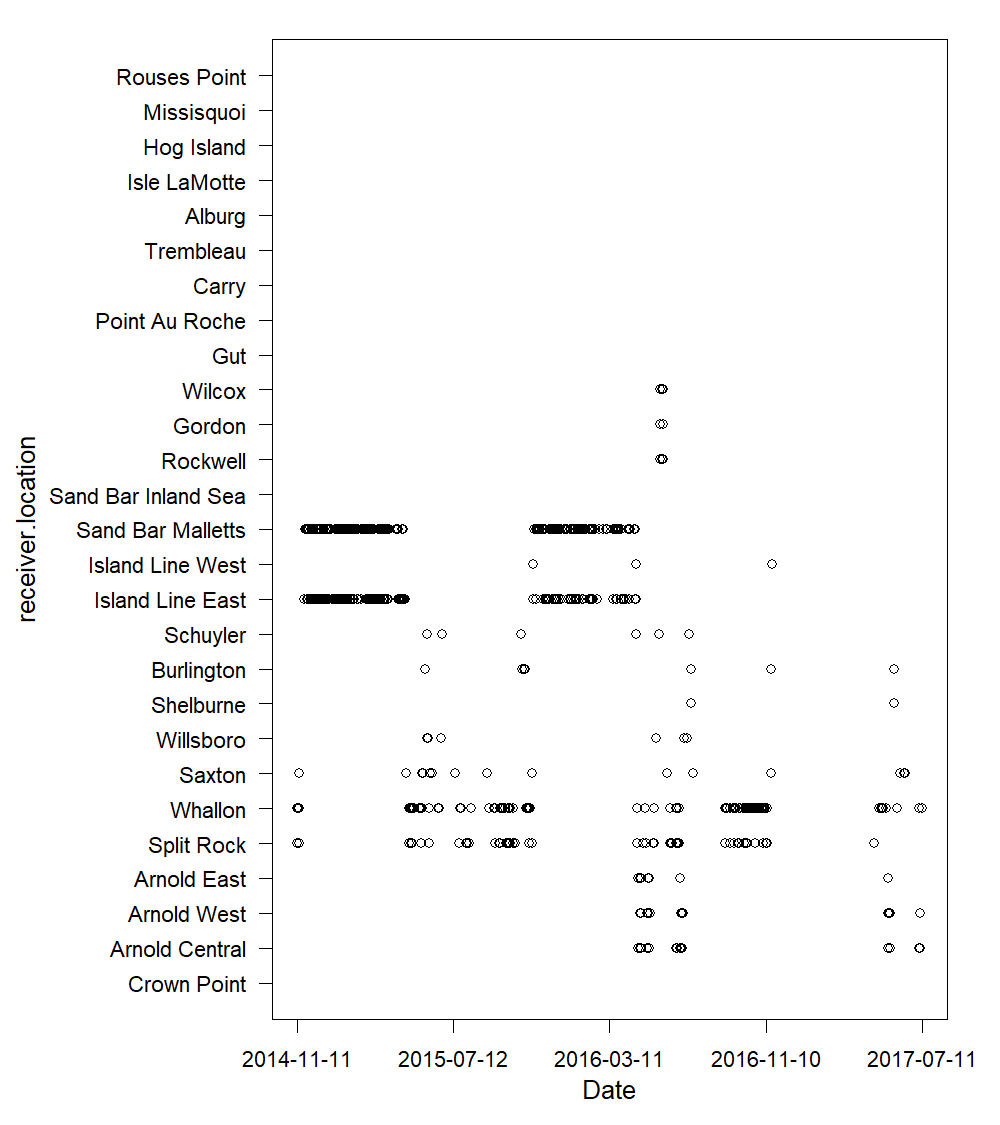 Rouses Point
Missisquoi
Hog Island
Isle LaMotte
Alburg
Trembleau
Carry
Point Au Roche
Gut
Wilcox
Gordon
Rockwell
Sand Bar Inland Sea
Sand Bar Malletts
Island Line West
Island Line East
Schuyler
Burlington
Shelburne
Willsboro
Saxton
Whallon
Split Rock
Arnold East
Arnold West
Arnold Central
Crown Point
receiver.location
2014-11-11 2015-07-12 2016-03-11 2016-11-10 2017-07-11
Date